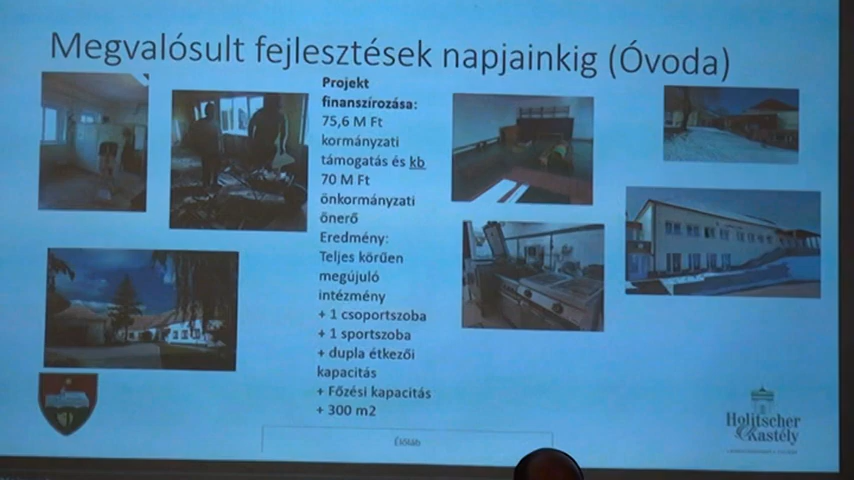 Megvalósult fejlesztések napjainkig (Óvoda)
Projekt
finanszírozása:
75,6 M Ft
kormányzati
támogatás és kb
70 M Ft
önkormányzati
önerő
Eredmény:
Teljes körűen
megújuló
intézmény
+ 1 csoportszoba
+ 1 sportszoba
+ dupla étkezői
kapacitás
+ Főzési kapacitás
+ 300 m2
Élőláb
Holitscher
Kastély